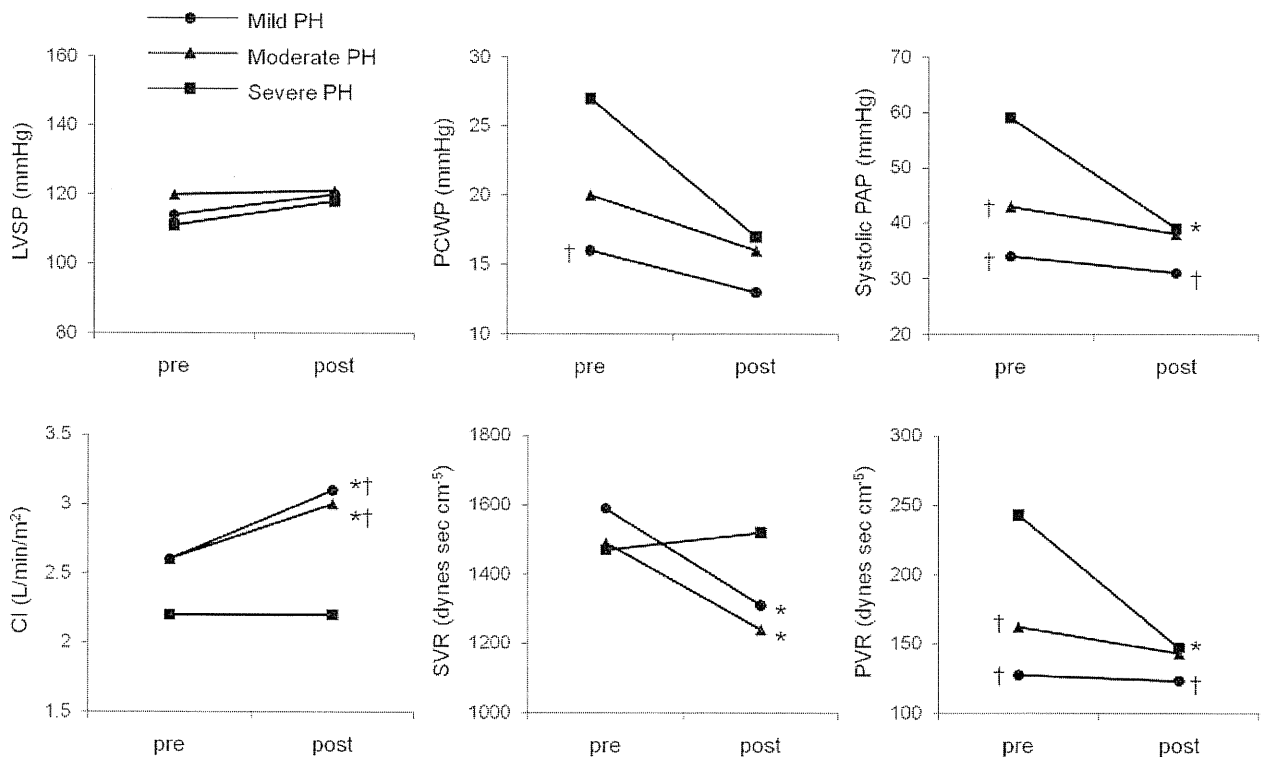 Mild PH
Moderate PH
Severe PH
LVSP (mmHg)
160
140
120
100
80
pre post
PCWP (mmHg)
30
25
20
15
10
†
pre post
Systolic PAP (mmHg)
70
60
50
40
30
20
†
*
†
†
pre post
CI (L/min/m²)
3.5
3
2.5
2
1.5
*†
*†
pre post
SVR (dynes sec cm⁻⁵)
1800
1600
1400
1200
1000
*
*
pre post
PVR (dynes sec cm⁻⁵)
300
250
200
150
100
†
*
†
†
pre post